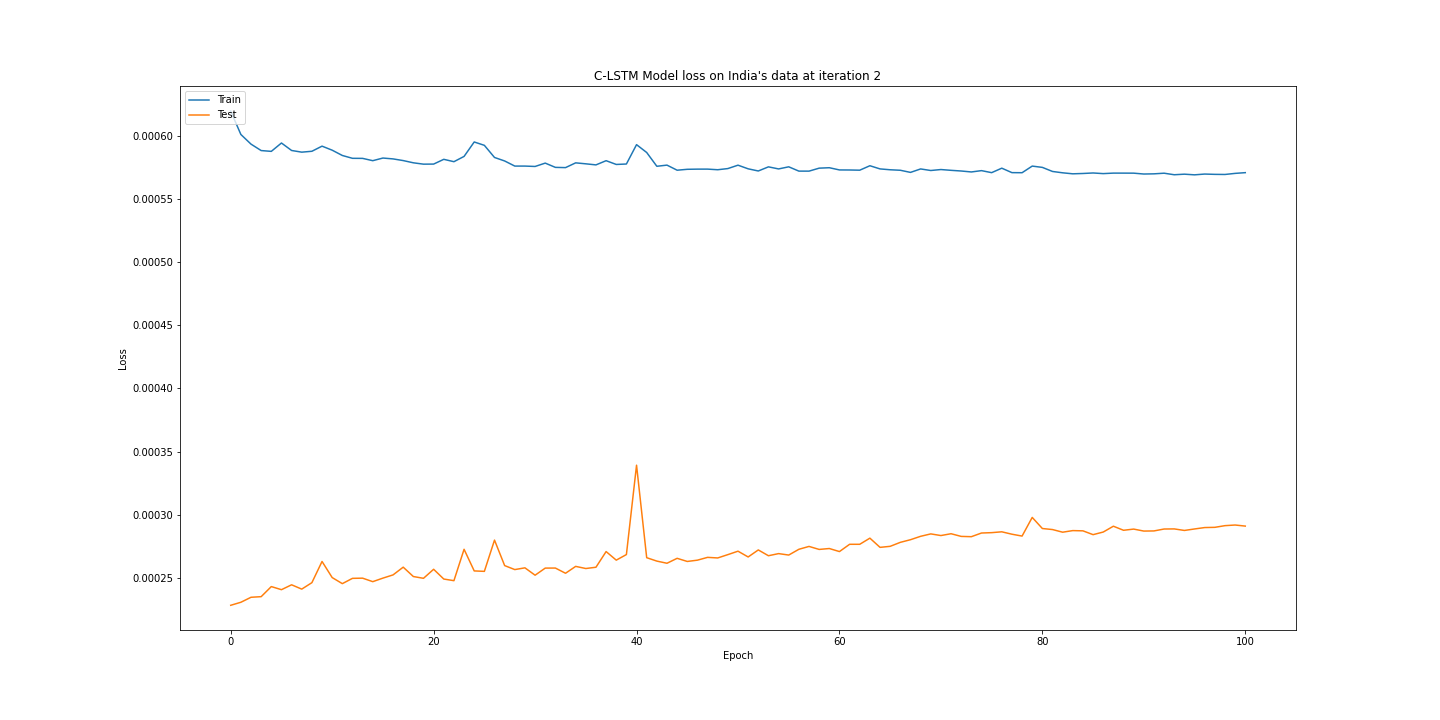 C-LSTM Model loss on India's data at iteration 2
Train
Test
0.00060
0.00055
0.00050
0.00045
0.00040
0.00035
0.00030
0.00025
Loss
0 20 40 60 80 100
Epoch